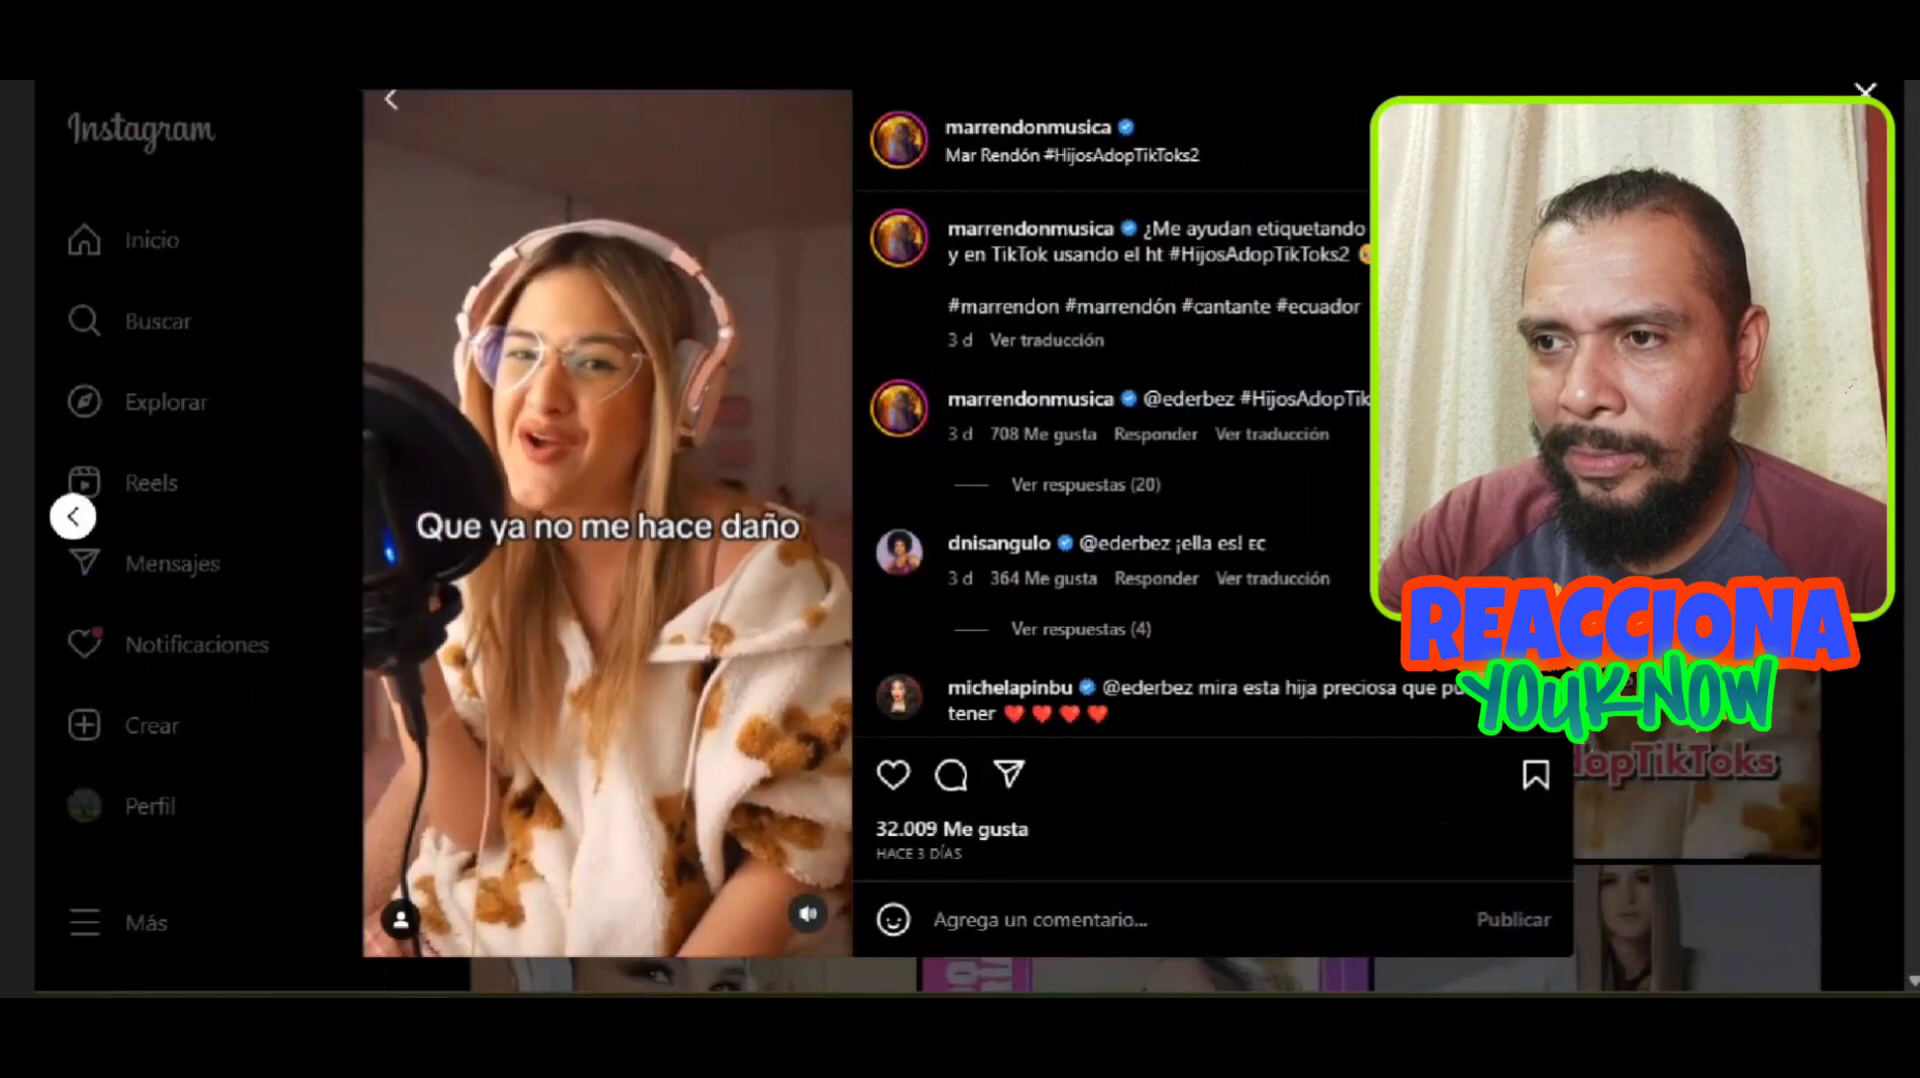 Instagram
Inicio
Buscar
Explorar
Reels
Mensajes
Notificaciones
Crear
Perfil
Más
Que ya no me hace daño
marrendonmusica
Mar Rendón #HijosAdopTikToks2
marrendonmusica ¿Me ayudan etiquetando
y en TikTok usando el ht #HijosAdopTikToks2
#marrendon #marrendón #cantante #ecuador
3 d Ver traducción
marrendonmusica @ederbez #HijosAdopTik
3 d 708 Me gusta Responder Ver traducción
Ver respuestas (20)
dnisangulo @ederbez ¡ella es! EC
3 d 364 Me gusta Responder Ver traducción
Ver respuestas (4)
michelapinbu @ederbez mira esta hija preciosa que
tener ❤️ ❤️ ❤️ ❤️
32.009 Me gusta
HACE 3 DÍAS
Agrega un comentario... Publicar
REACCIONA
YOUK-NOW
dopTikToks